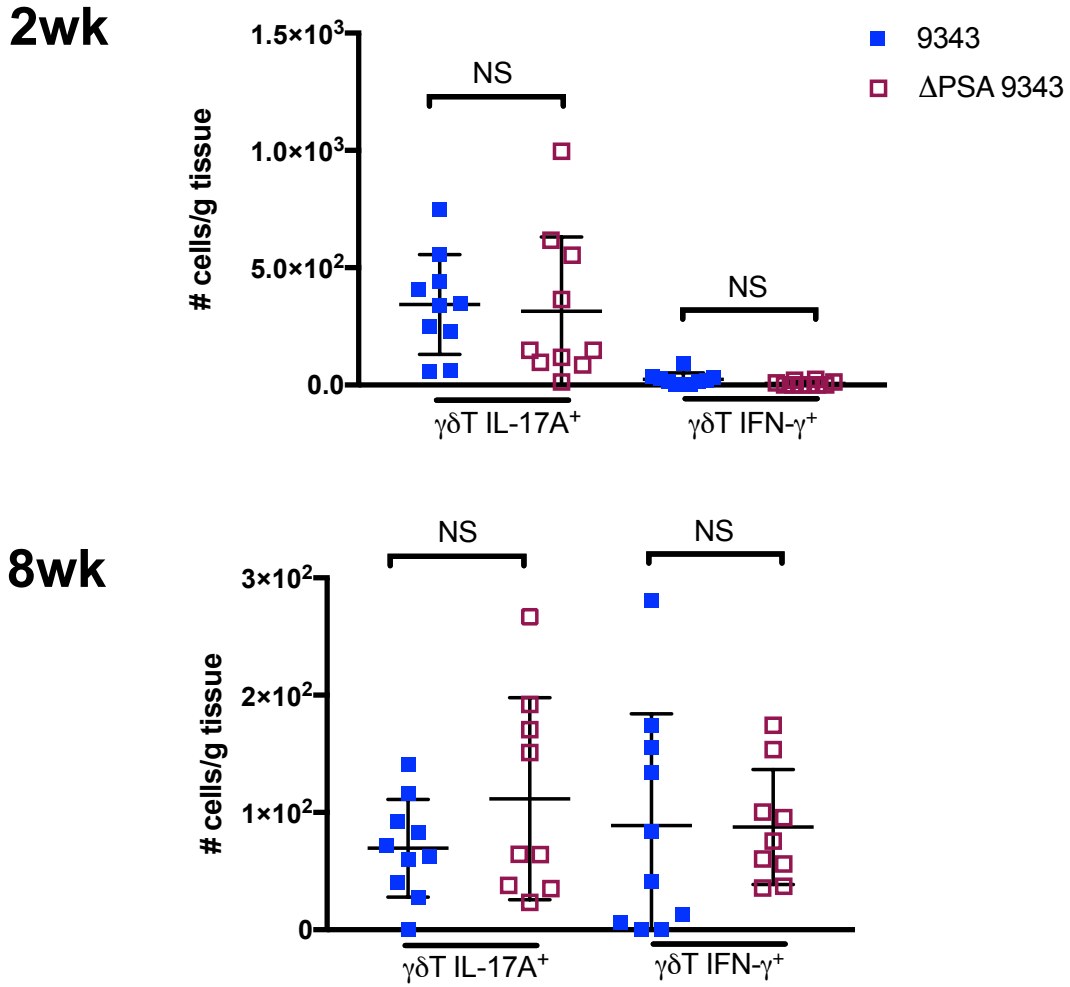 2wk
9343
ΔPSA 9343
# cells/g tissue
1.5×10³
1.0×10³
5.0×10²
0.0
NS
NS
γδT IL-17A⁺
γδT IFN-γ⁺
8wk
# cells/g tissue
3×10²
2×10²
1×10²
0
NS
NS
γδT IL-17A⁺
γδT IFN-γ⁺